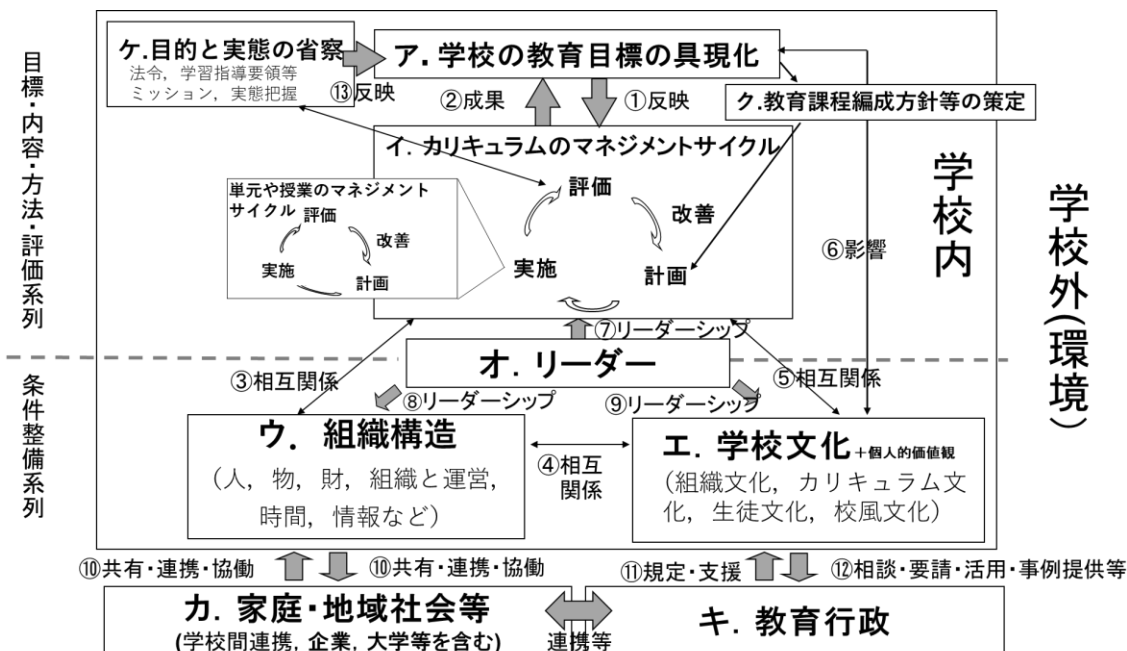 目標・内容・方法・評価系列
条件整備系列
ケ.目的と実態の省察
法令，学習指導要領等
ミッション，実態把握
⑬反映
ア. 学校の教育目標の具現化
②成果
①反映
ク.教育課程編成方針等の策定
イ. カリキュラムのマネジメントサイクル
評価
改善
計画
実施
単元や授業のマネジメント
サイクル
評価
改善
計画
実施
⑥影響
学校内
学校外(環境)
⑦リーダーシップ
オ. リーダー
③相互関係
⑧リーダーシップ
⑨リーダーシップ
⑤相互関係
ウ. 組織構造
（人，物，財，組織と運営，
時間，情報など）
④相互
関係
エ. 学校文化+個人的価値観
（組織文化，カリキュラム文
化，生徒文化，校風文化）
⑩共有・連携・協働
⑩共有・連携・協働
⑪規定・支援
⑫相談・要請・活用・事例提供等
カ. 家庭・地域社会等
(学校間連携，企業，大学等を含む)
連携等
キ. 教育行政